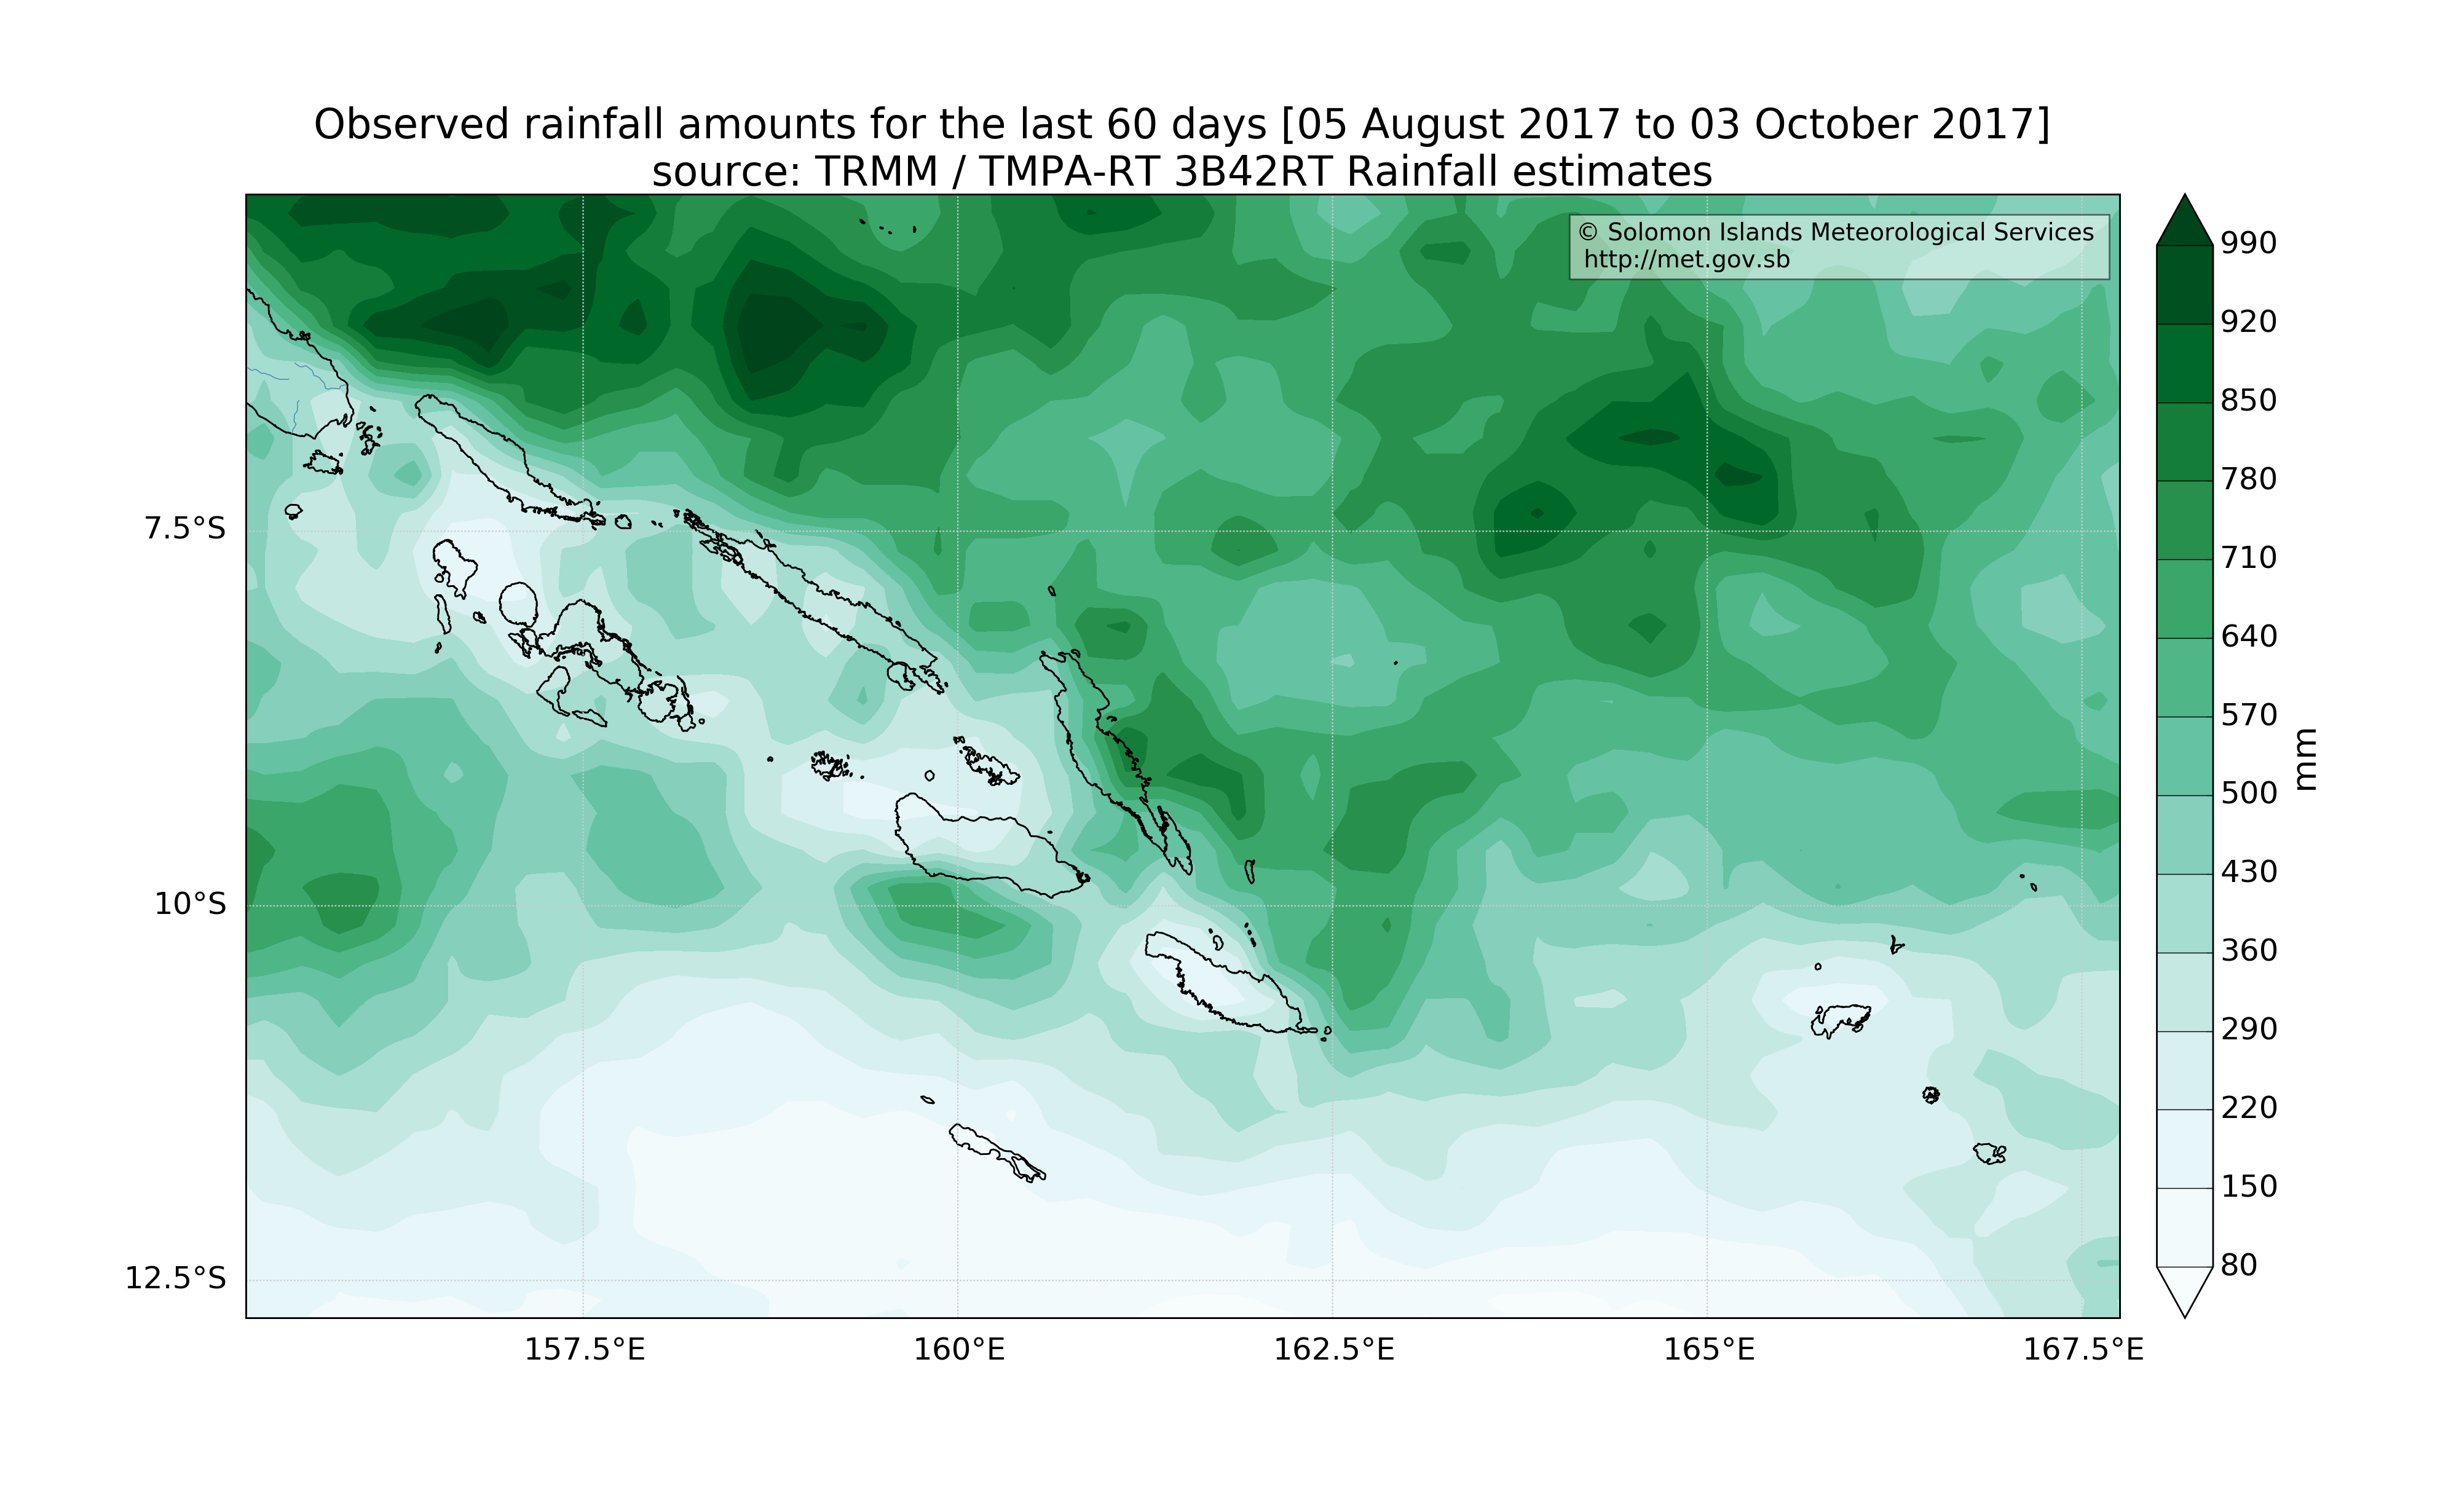 Observed rainfall amounts for the last 60 days [05 August 2017 to 03 October 2017]
source: TRMM / TMPA-RT 3B42RT Rainfall estimates
© Solomon Islands Meteorological Services
http://met.gov.sb
7.5°S
10°S
12.5°S
157.5°E
160°E
162.5°E
165°E
167.5°E
990
920
850
780
710
640
570
500
430
360
290
220
150
80
mm